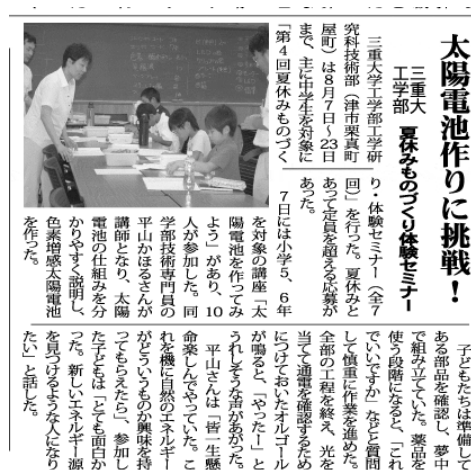 太陽電池作りに挑戦！
三重大
工学部
夏休みものづくり体験セミナー
三重大学工学部工学研
究科技術部（津市栗真町
屋町）は８月７日～23日
まで、主に中学生を対象に
「第４回夏休みものづく
り・体験セミナー（全７
回）」を行った。夏休みと
あって定員を超える応募が
あった。
７日には小学５、６年
を対象の講座「太
陽電池を作ってみ
よう」があり、10
人が参加した。同
学部技術専門員の
平山かほるさんが
講師となり、太陽
電池の仕組みを分
かりやすく説明し、
色素増感太陽電池
を作った。
子どもたちは準備して
ある部品を確認し、夢中
で組み立てていた。薬品を
使う段階になると、「これ
でいいですか」などと質問
して慎重に作業を進めた。
全部の工程を終え、光を
当てて通電を確認するため
につけておいたオルゴール
が鳴ると、「やったー」と
うれしそうな声があがった。
平山さんは「皆一生懸
命楽しんでやっていた。こ
れを機に自然のエネルギー
がどういうものか興味を持
ってもらえたら」、参加し
た子どもは「とても面白か
った。新しいエネルギー源
を見つけるような人になり
たい」と話した。